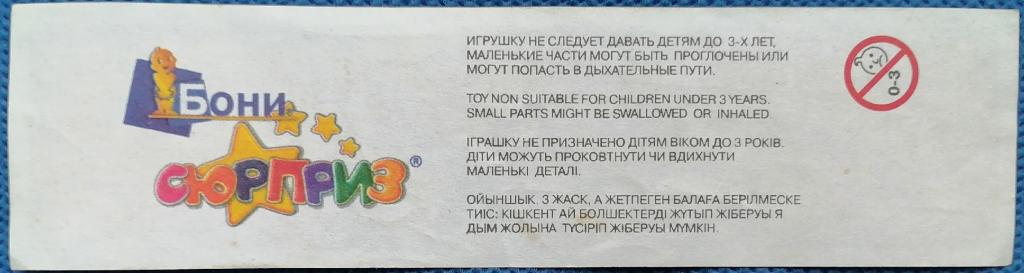 Бони
СЮРПРИЗ®
ИГРУШКУ НЕ СЛЕДУЕТ ДАВАТЬ ДЕТЯМ ДО 3-Х ЛЕТ,
МАЛЕНЬКИЕ ЧАСТИ МОГУТ БЫТЬ ПРОГЛОЧЕНЫ ИЛИ
МОГУТ ПОПАСТЬ В ДЫХАТЕЛЬНЫЕ ПУТИ.
TOY NON SUITABLE FOR CHILDREN UNDER 3 YEARS.
SMALL PARTS MIGHT BE SWALLOWED OR INHALED.
ІГРАШКУ НЕ ПРИЗНАЧЕНО ДІТЯМ ВІКОМ ДО 3 РОКІВ.
ДІТИ МОЖУТЬ ПРОКОВТНУТИ ЧИ ВДИХНУТИ
МАЛЕНЬКІ ДЕТАЛІ.
ОЙЫНШЫК, 3 ЖАСК, А ЖЕТПЕГЕН БАЛАҒА БЕРІЛМЕСКЕ
ТИІС: КІШКЕНТ АЙ БОЛШЕКТЕРДІ ЖҮТЫП ЖІБЕРУЫ Я
ДЫМ ЖОЛЫНА ТҮСІРІП ЖІБЕРУЫ МҮМКІН.
0-3